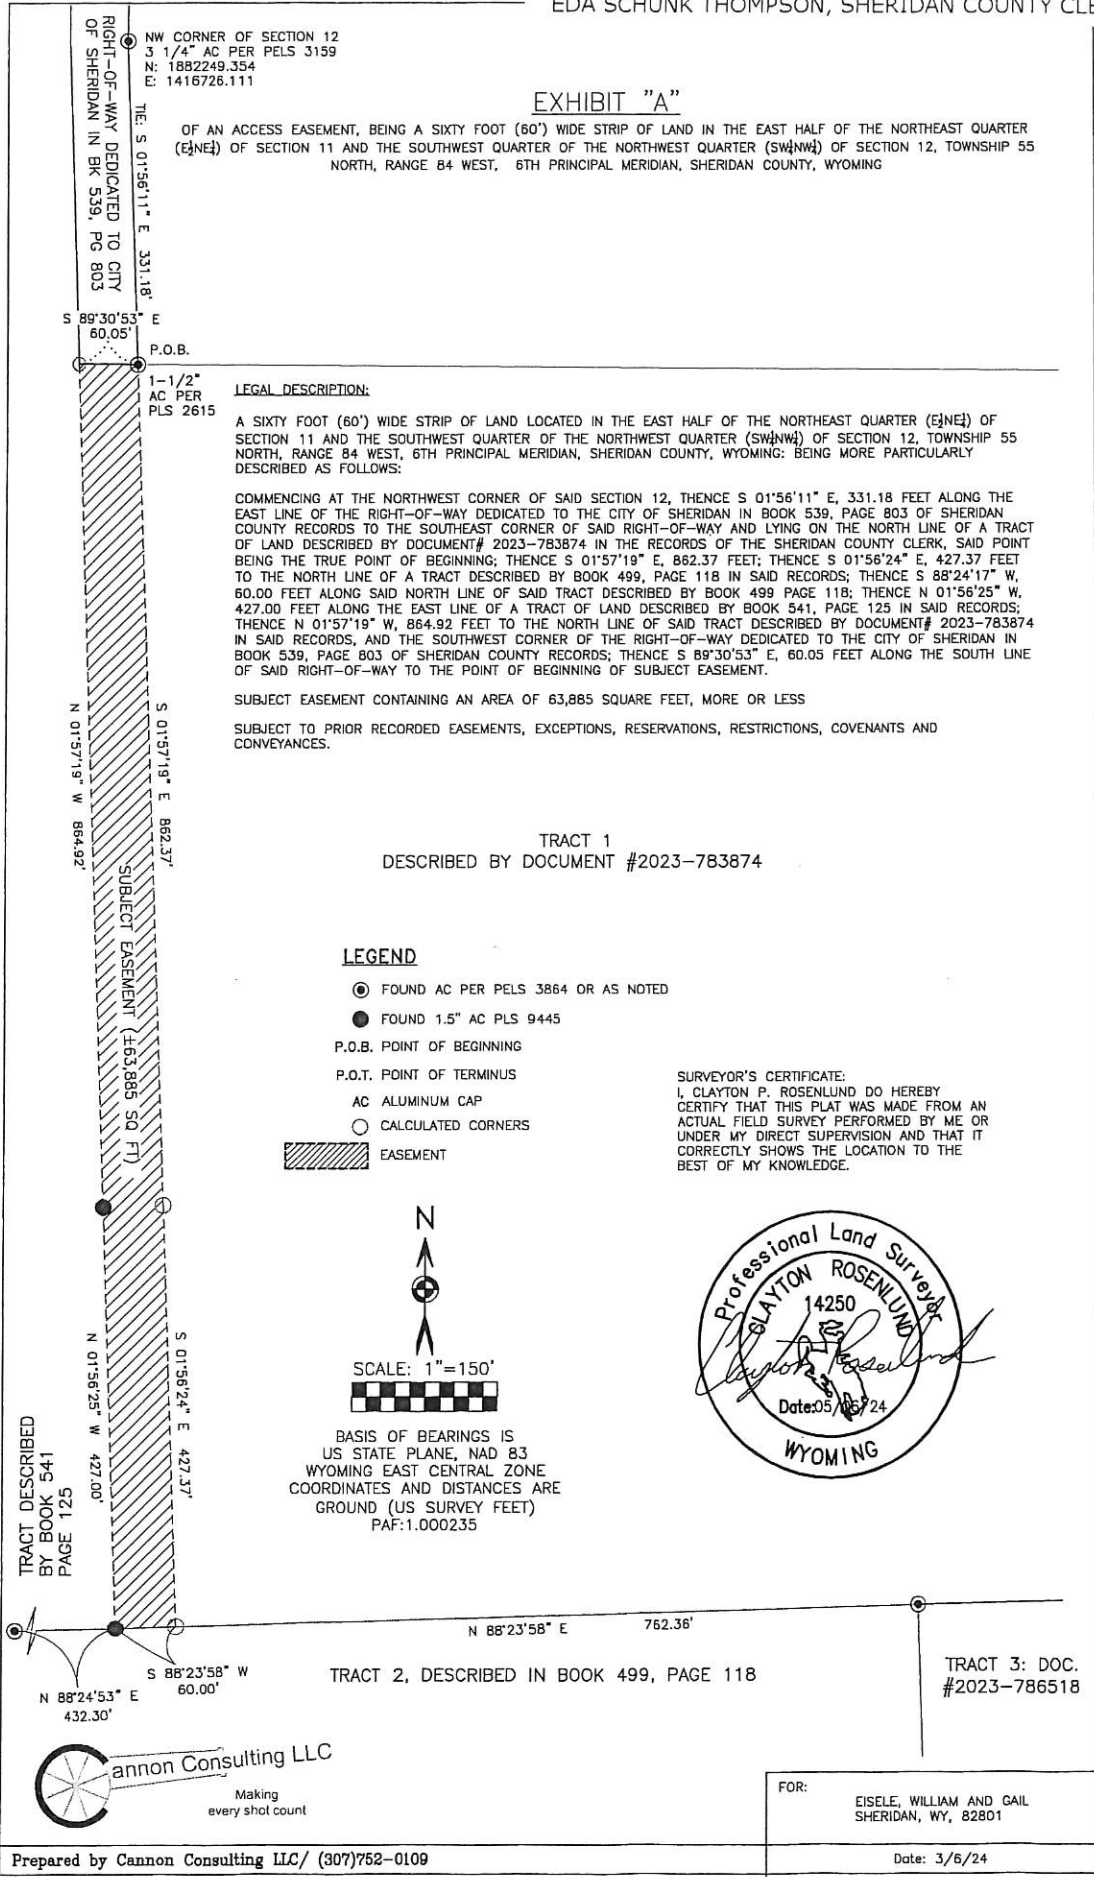 EDA SCHUNK THOMPSON, SHERIDAN COUNTY CLE
RIGHT-OF-WAY DEDICATED TO CITY
OF SHERIDAN IN BK 539, PG 803
NW CORNER OF SECTION 12
3 1/4" AC PER PELS 3159
N: 1882249.354
E: 1416726.111
TIE: S 01°56'11" E 331.18'
EXHIBIT "A"
OF AN ACCESS EASEMENT, BEING A SIXTY FOOT (60') WIDE STRIP OF LAND IN THE EAST HALF OF THE NORTHEAST QUARTER
(E½NE¼) OF SECTION 11 AND THE SOUTHWEST QUARTER OF THE NORTHWEST QUARTER (SW¼NW¼) OF SECTION 12, TOWNSHIP 55
NORTH, RANGE 84 WEST, 6TH PRINCIPAL MERIDIAN, SHERIDAN COUNTY, WYOMING
S 89°30'53" E
60.05'
P.O.B.
1-1/2"
AC PER
PLS 2615
LEGAL DESCRIPTION:
A SIXTY FOOT (60') WIDE STRIP OF LAND LOCATED IN THE EAST HALF OF THE NORTHEAST QUARTER (E½NE¼) OF
SECTION 11 AND THE SOUTHWEST QUARTER OF THE NORTHWEST QUARTER (SW¼NW¼) OF SECTION 12, TOWNSHIP 55
NORTH, RANGE 84 WEST, 6TH PRINCIPAL MERIDIAN, SHERIDAN COUNTY, WYOMING: BEING MORE PARTICULARLY
DESCRIBED AS FOLLOWS:
COMMENCING AT THE NORTHWEST CORNER OF SAID SECTION 12, THENCE S 01°56'11" E, 331.18 FEET ALONG THE
EAST LINE OF THE RIGHT-OF-WAY DEDICATED TO THE CITY OF SHERIDAN IN BOOK 539, PAGE 803 OF SHERIDAN
COUNTY RECORDS TO THE SOUTHEAST CORNER OF SAID RIGHT-OF-WAY AND LYING ON THE NORTH LINE OF A TRACT
OF LAND DESCRIBED BY DOCUMENT# 2023-783874 IN THE RECORDS OF THE SHERIDAN COUNTY CLERK, SAID POINT
BEING THE TRUE POINT OF BEGINNING; THENCE S 01°57'19" E, 862.37 FEET; THENCE S 01°56'24" E, 427.37 FEET
TO THE NORTH LINE OF A TRACT DESCRIBED BY BOOK 499, PAGE 118 IN SAID RECORDS; THENCE S 88°24'17" W,
60.00 FEET ALONG SAID NORTH LINE OF SAID TRACT DESCRIBED BY BOOK 499 PAGE 118; THENCE N 01°56'25" W,
427.00 FEET ALONG THE EAST LINE OF A TRACT OF LAND DESCRIBED BY BOOK 541, PAGE 125 IN SAID RECORDS;
THENCE N 01°57'19" W, 864.92 FEET TO THE NORTH LINE OF SAID TRACT DESCRIBED BY DOCUMENT# 2023-783874
IN SAID RECORDS, AND THE SOUTHWEST CORNER OF THE RIGHT-OF-WAY DEDICATED TO THE CITY OF SHERIDAN IN
BOOK 539, PAGE 803 OF SHERIDAN COUNTY RECORDS; THENCE S 89°30'53" E, 60.05 FEET ALONG THE SOUTH LINE
OF SAID RIGHT-OF-WAY TO THE POINT OF BEGINNING OF SUBJECT EASEMENT.
SUBJECT EASEMENT CONTAINING AN AREA OF 63,885 SQUARE FEET, MORE OR LESS
SUBJECT TO PRIOR RECORDED EASEMENTS, EXCEPTIONS, RESERVATIONS, RESTRICTIONS, COVENANTS AND
CONVEYANCES.
N 01°57'19" W 864.92'
S 01°57'19" E 862.37'
SUBJECT EASEMENT (±63,885 SQ FT)
TRACT 1
DESCRIBED BY DOCUMENT #2023-783874
LEGEND
FOUND AC PER PELS 3864 OR AS NOTED
FOUND 1.5" AC PLS 9445
P.O.B. POINT OF BEGINNING
P.O.T. POINT OF TERMINUS
AC ALUMINUM CAP
CALCULATED CORNERS
EASEMENT
SURVEYOR'S CERTIFICATE:
I, CLAYTON P. ROSENLUND DO HEREBY
CERTIFY THAT THIS PLAT WAS MADE FROM AN
ACTUAL FIELD SURVEY PERFORMED BY ME OR
UNDER MY DIRECT SUPERVISION AND THAT IT
CORRECTLY SHOWS THE LOCATION TO THE
BEST OF MY KNOWLEDGE.
N
SCALE: 1"=150'
BASIS OF BEARINGS IS
US STATE PLANE, NAD 83
WYOMING EAST CENTRAL ZONE
COORDINATES AND DISTANCES ARE
GROUND (US SURVEY FEET)
PAF:1.000235
Professional Land Surveyor
CLAYTON ROSENLUND
14250
Clayton Rosenlund
Date:05/06/24
WYOMING
N 01°56'25" W 427.00'
S 01°56'24" E 427.37'
TRACT DESCRIBED
BY BOOK 541
PAGE 125
N 88°23'58" E 762.36'
S 88°23'58" W
60.00'
N 88°24'53" E
432.30'
TRACT 2, DESCRIBED IN BOOK 499, PAGE 118
TRACT 3: DOC.
#2023-786518
Cannon Consulting LLC
Making
every shot count
FOR:
EISELE, WILLIAM AND GAIL
SHERIDAN, WY, 82801
Prepared by Cannon Consulting LLC/ (307)752-0109
Date: 3/6/24